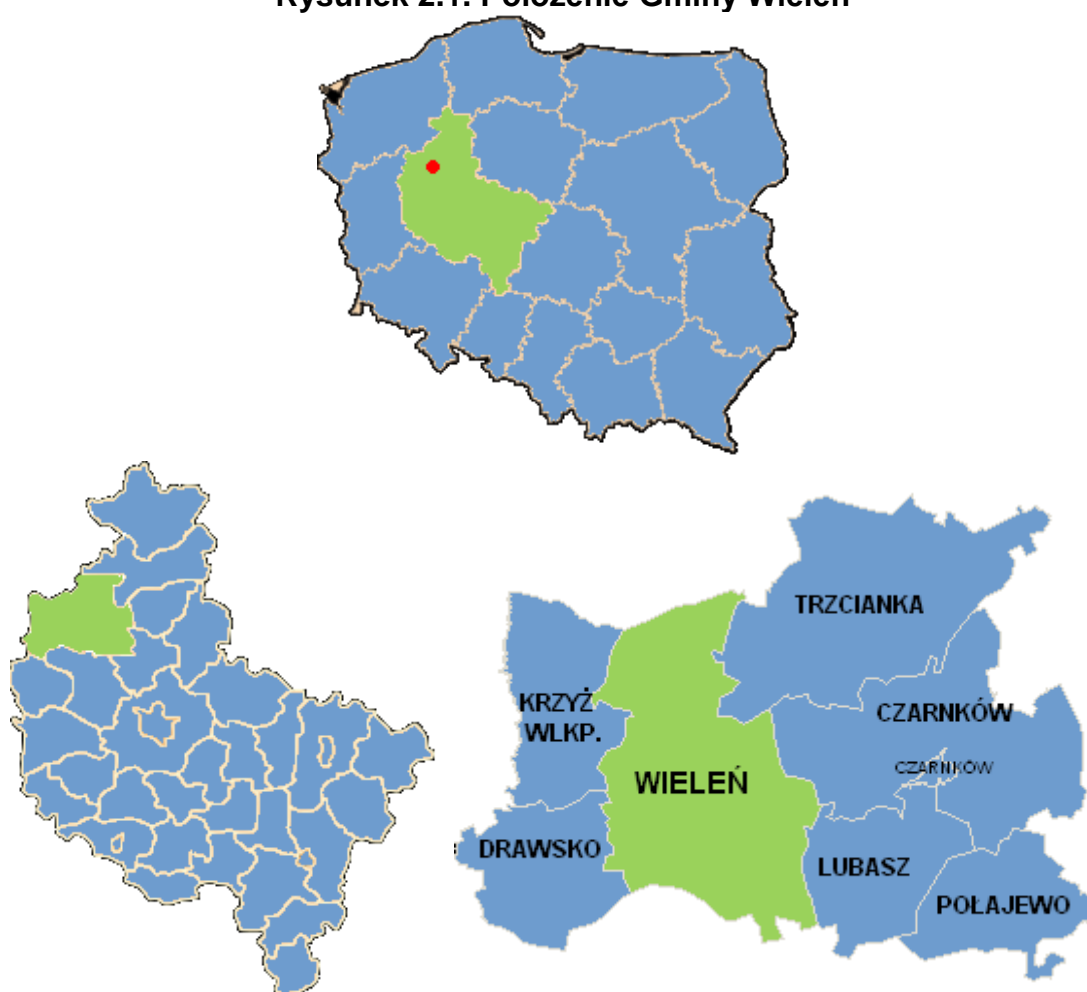 Rysunek 2.1. Położenie Gminy Wieleń
TRZCIANKA
KRZYŻ
WLKP.
CZARNKÓW
CZARNKÓW
WIELEŃ
DRAWSKO
LUBASZ
POŁAJEWO